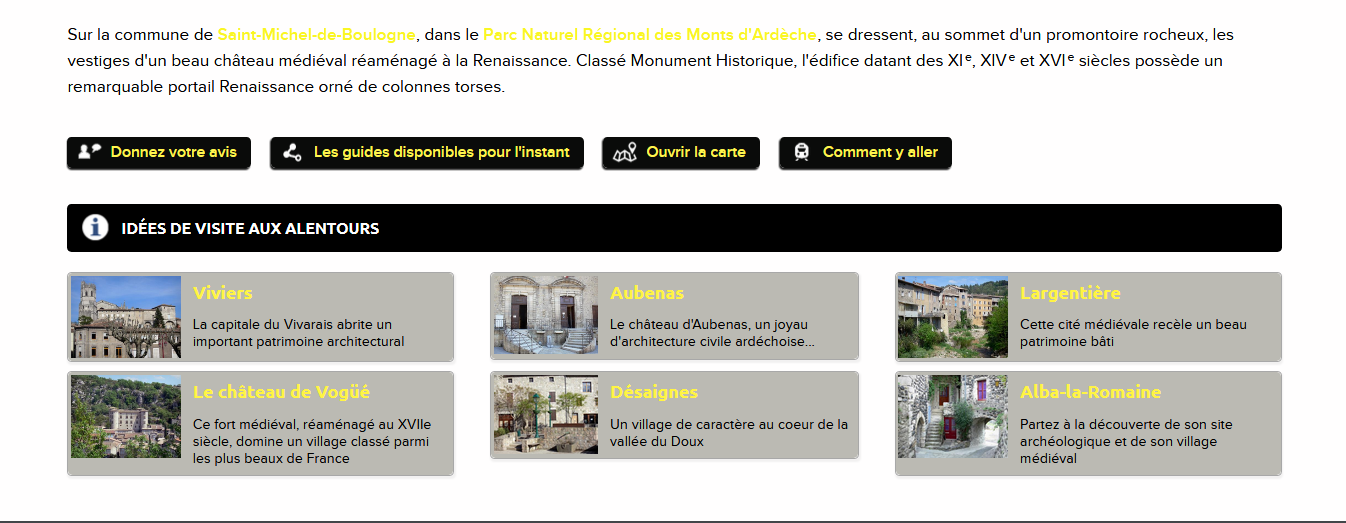 Sur la commune de Saint-Michel-de-Boulogne, dans le Parc Naturel Régional des Monts d'Ardèche, se dressent, au sommet d'un promontoire rocheux, les
vestiges d'un beau château médiéval réaménagé à la Renaissance. Classé Monument Historique, l'édifice datant des XIᵉ, XIVᵉ et XVIᵉ siècles possède un
remarquable portail Renaissance orné de colonnes torses.
Donnez votre avis
Les guides disponibles pour l'instant
Ouvrir la carte
Comment y aller
IDÉES DE VISITE AUX ALENTOURS
Viviers
La capitale du Vivarais abrite un
important patrimoine architectural
Aubenas
Le château d'Aubenas, un joyau
d'architecture civile ardéchoise...
Largentière
Cette cité médiévale recèle un beau
patrimoine bâti
Le château de Vogüé
Ce fort médiéval, réaménagé au XVIIe
siècle, domine un village classé parmi
les plus beaux de France
Désaignes
Un village de caractère au coeur de la
vallée du Doux
Alba-la-Romaine
Partez à la découverte de son site
archéologique et de son village
médiéval